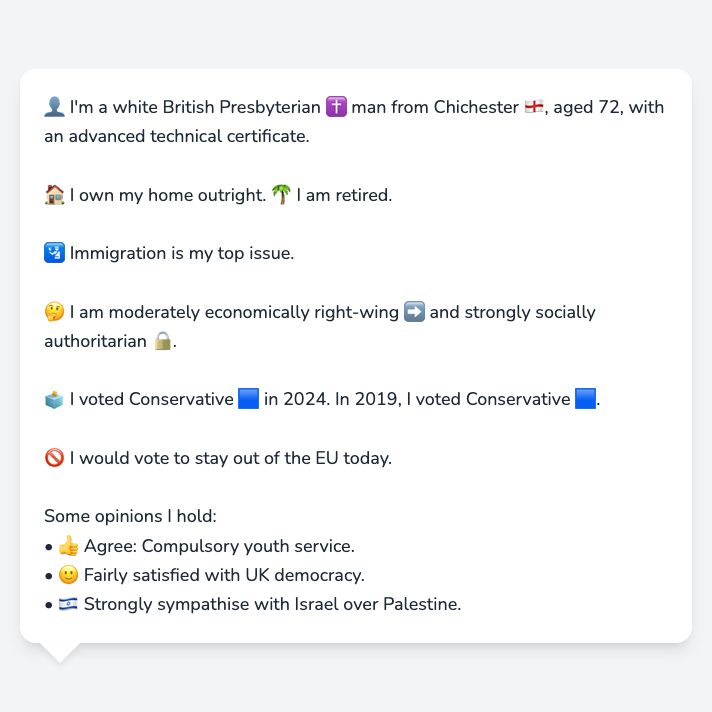 👤 I'm a white British Presbyterian ✝️ man from Chichester 🏴󠁧󠁢󠁥󠁮󠁧󠁿, aged 72, with
an advanced technical certificate.
🏠 I own my home outright. 🌴 I am retired.
🛂 Immigration is my top issue.
🤔 I am moderately economically right-wing ➡️ and strongly socially
authoritarian 🔒.
🗳️ I voted Conservative 🟦 in 2024. In 2019, I voted Conservative 🟦.
🚫 I would vote to stay out of the EU today.
Some opinions I hold:
• 👍 Agree: Compulsory youth service.
• 🙂 Fairly satisfied with UK democracy.
• 🇮🇱 Strongly sympathise with Israel over Palestine.